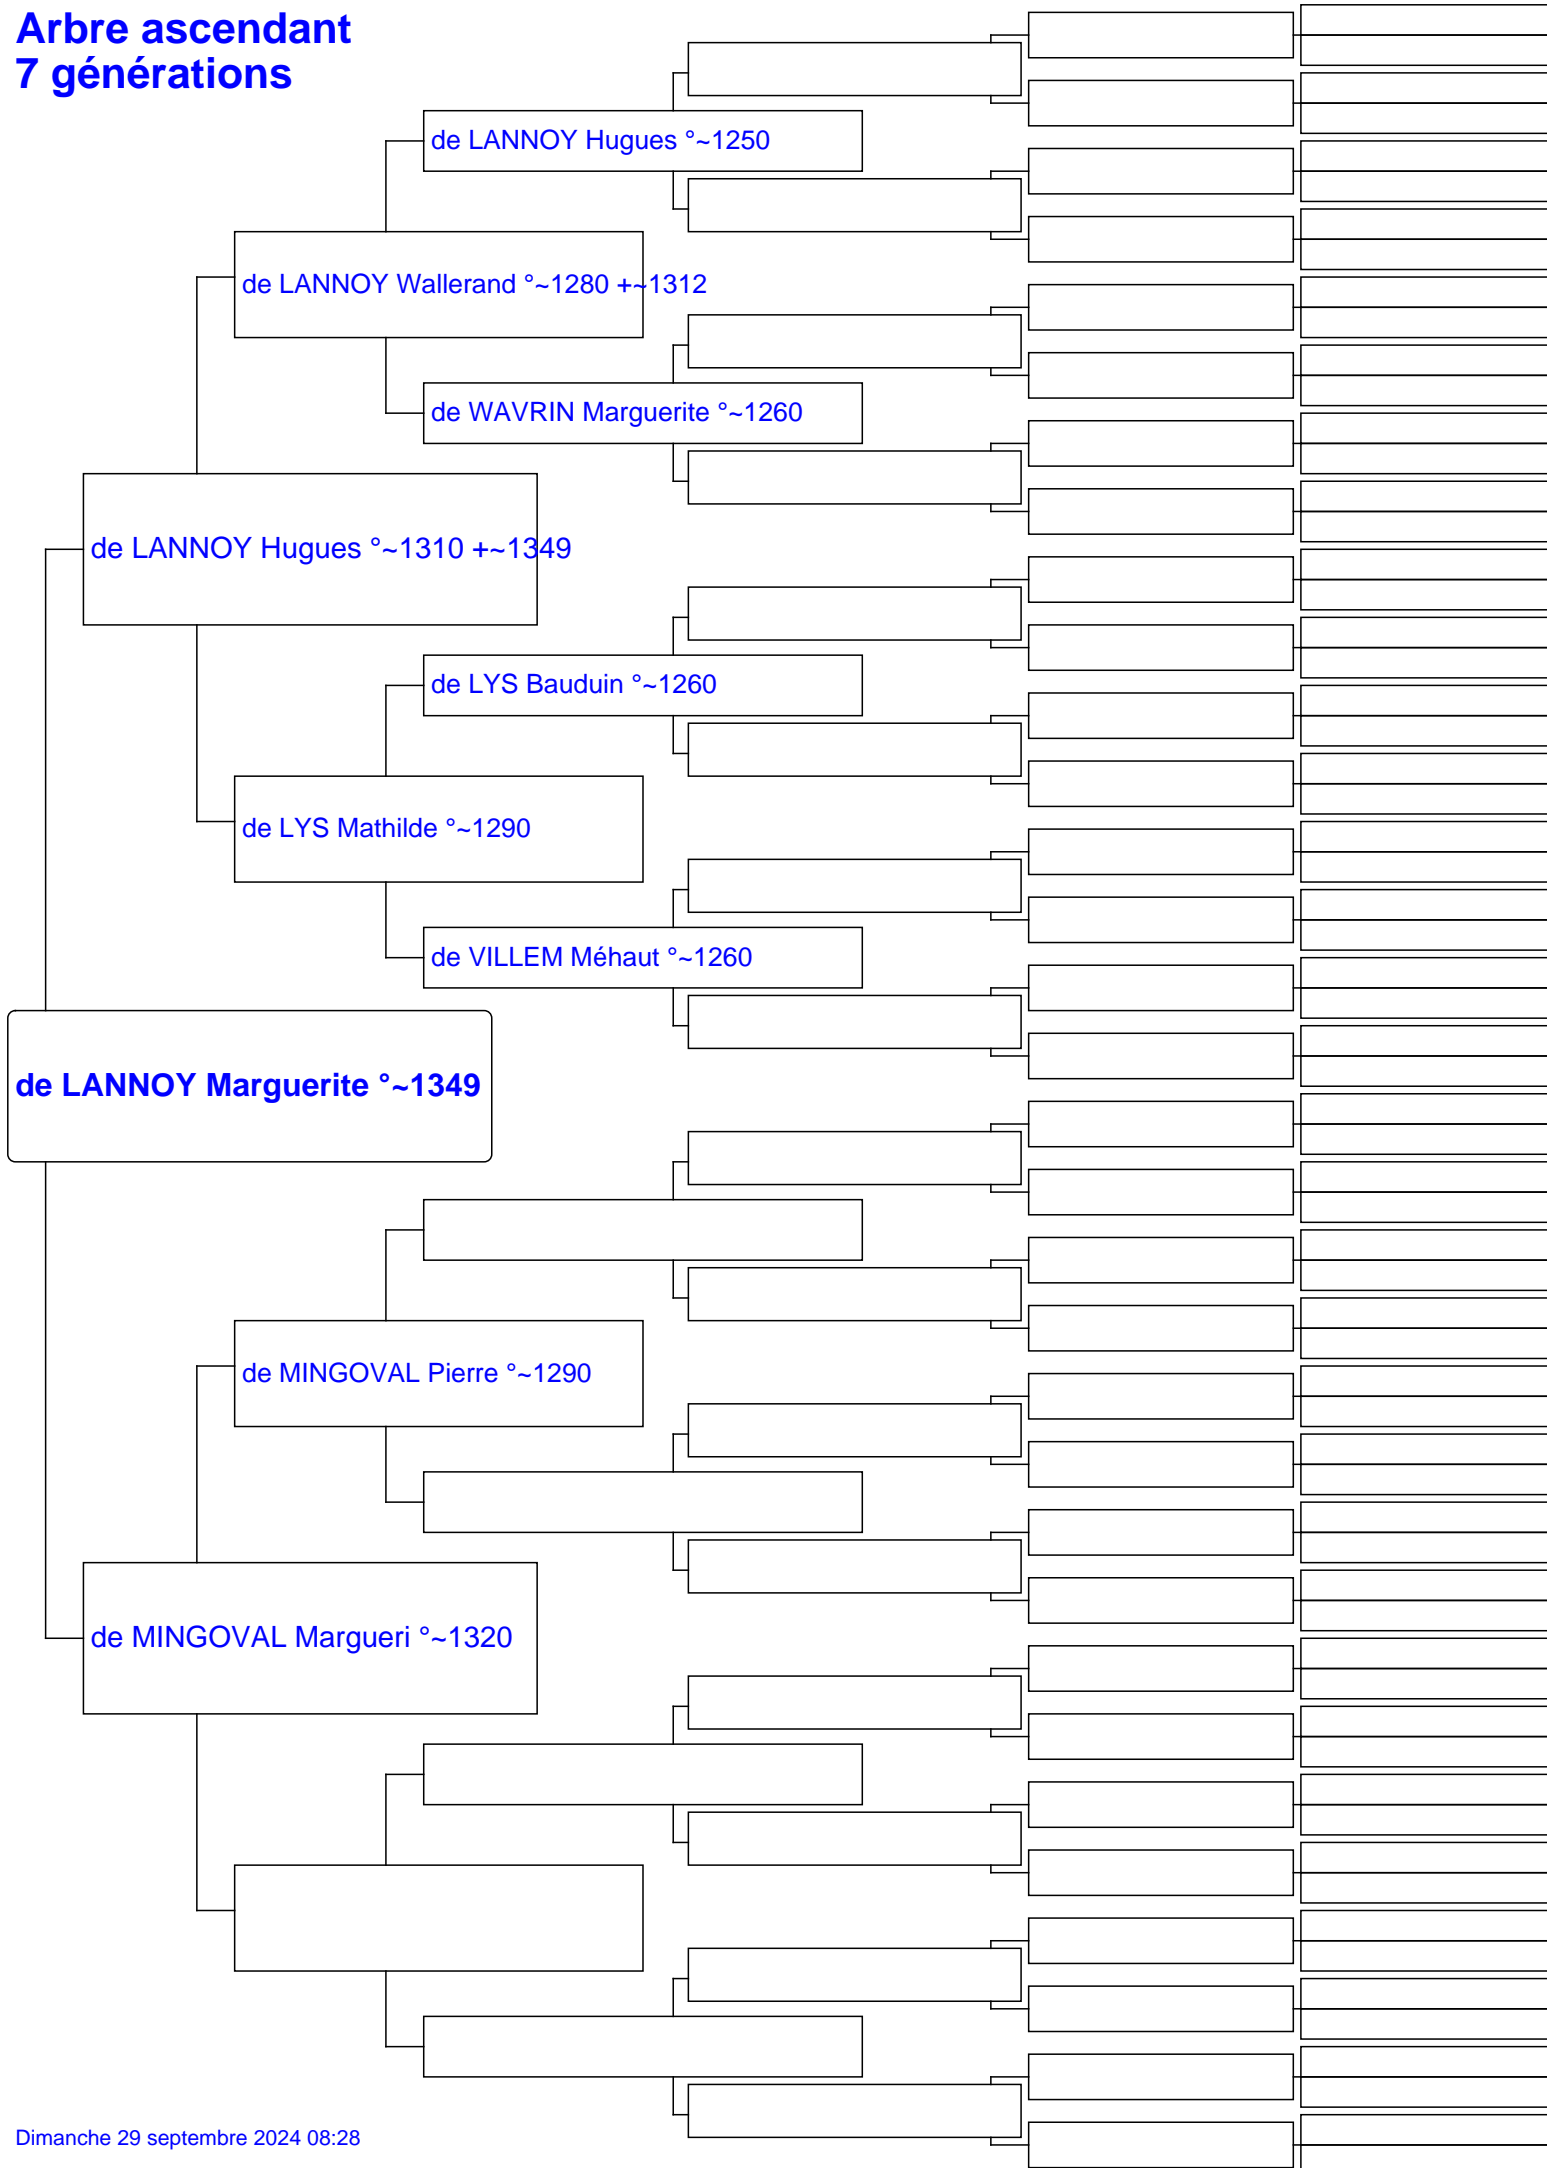 Arbre ascendant
7 générations
de LANNOY Hugues °~1250
de LANNOY Wallerand °~1280 +~1312
de WAVRIN Marguerite °~1260
de LANNOY Hugues °~1310 +~1349
de LYS Bauduin °~1260
de LYS Mathilde °~1290
de VILLEM Méhaut °~1260
de LANNOY Marguerite °~1349
de MINGOVAL Pierre °~1290
de MINGOVAL Margueri °~1320
Dimanche 29 septembre 2024 08:28